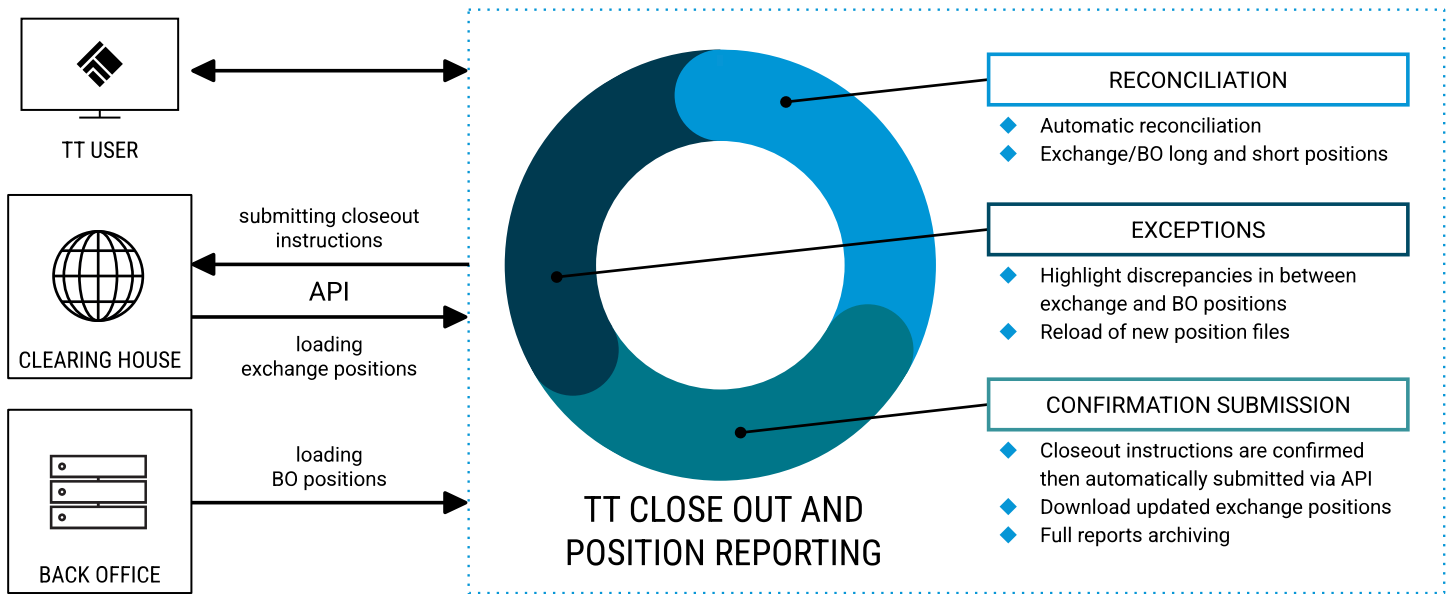 TT USER
submitting closeout
instructions
API
loading
exchange positions
CLEARING HOUSE
loading
BO positions
BACK OFFICE
TT CLOSE OUT AND
POSITION REPORTING
RECONCILIATION
Automatic reconciliation
Exchange/BO long and short positions
EXCEPTIONS
Highlight discrepancies in between
exchange and BO positions
Reload of new position files
CONFIRMATION SUBMISSION
Closeout instructions are confirmed
then automatically submitted via API
Download updated exchange positions
Full reports archiving